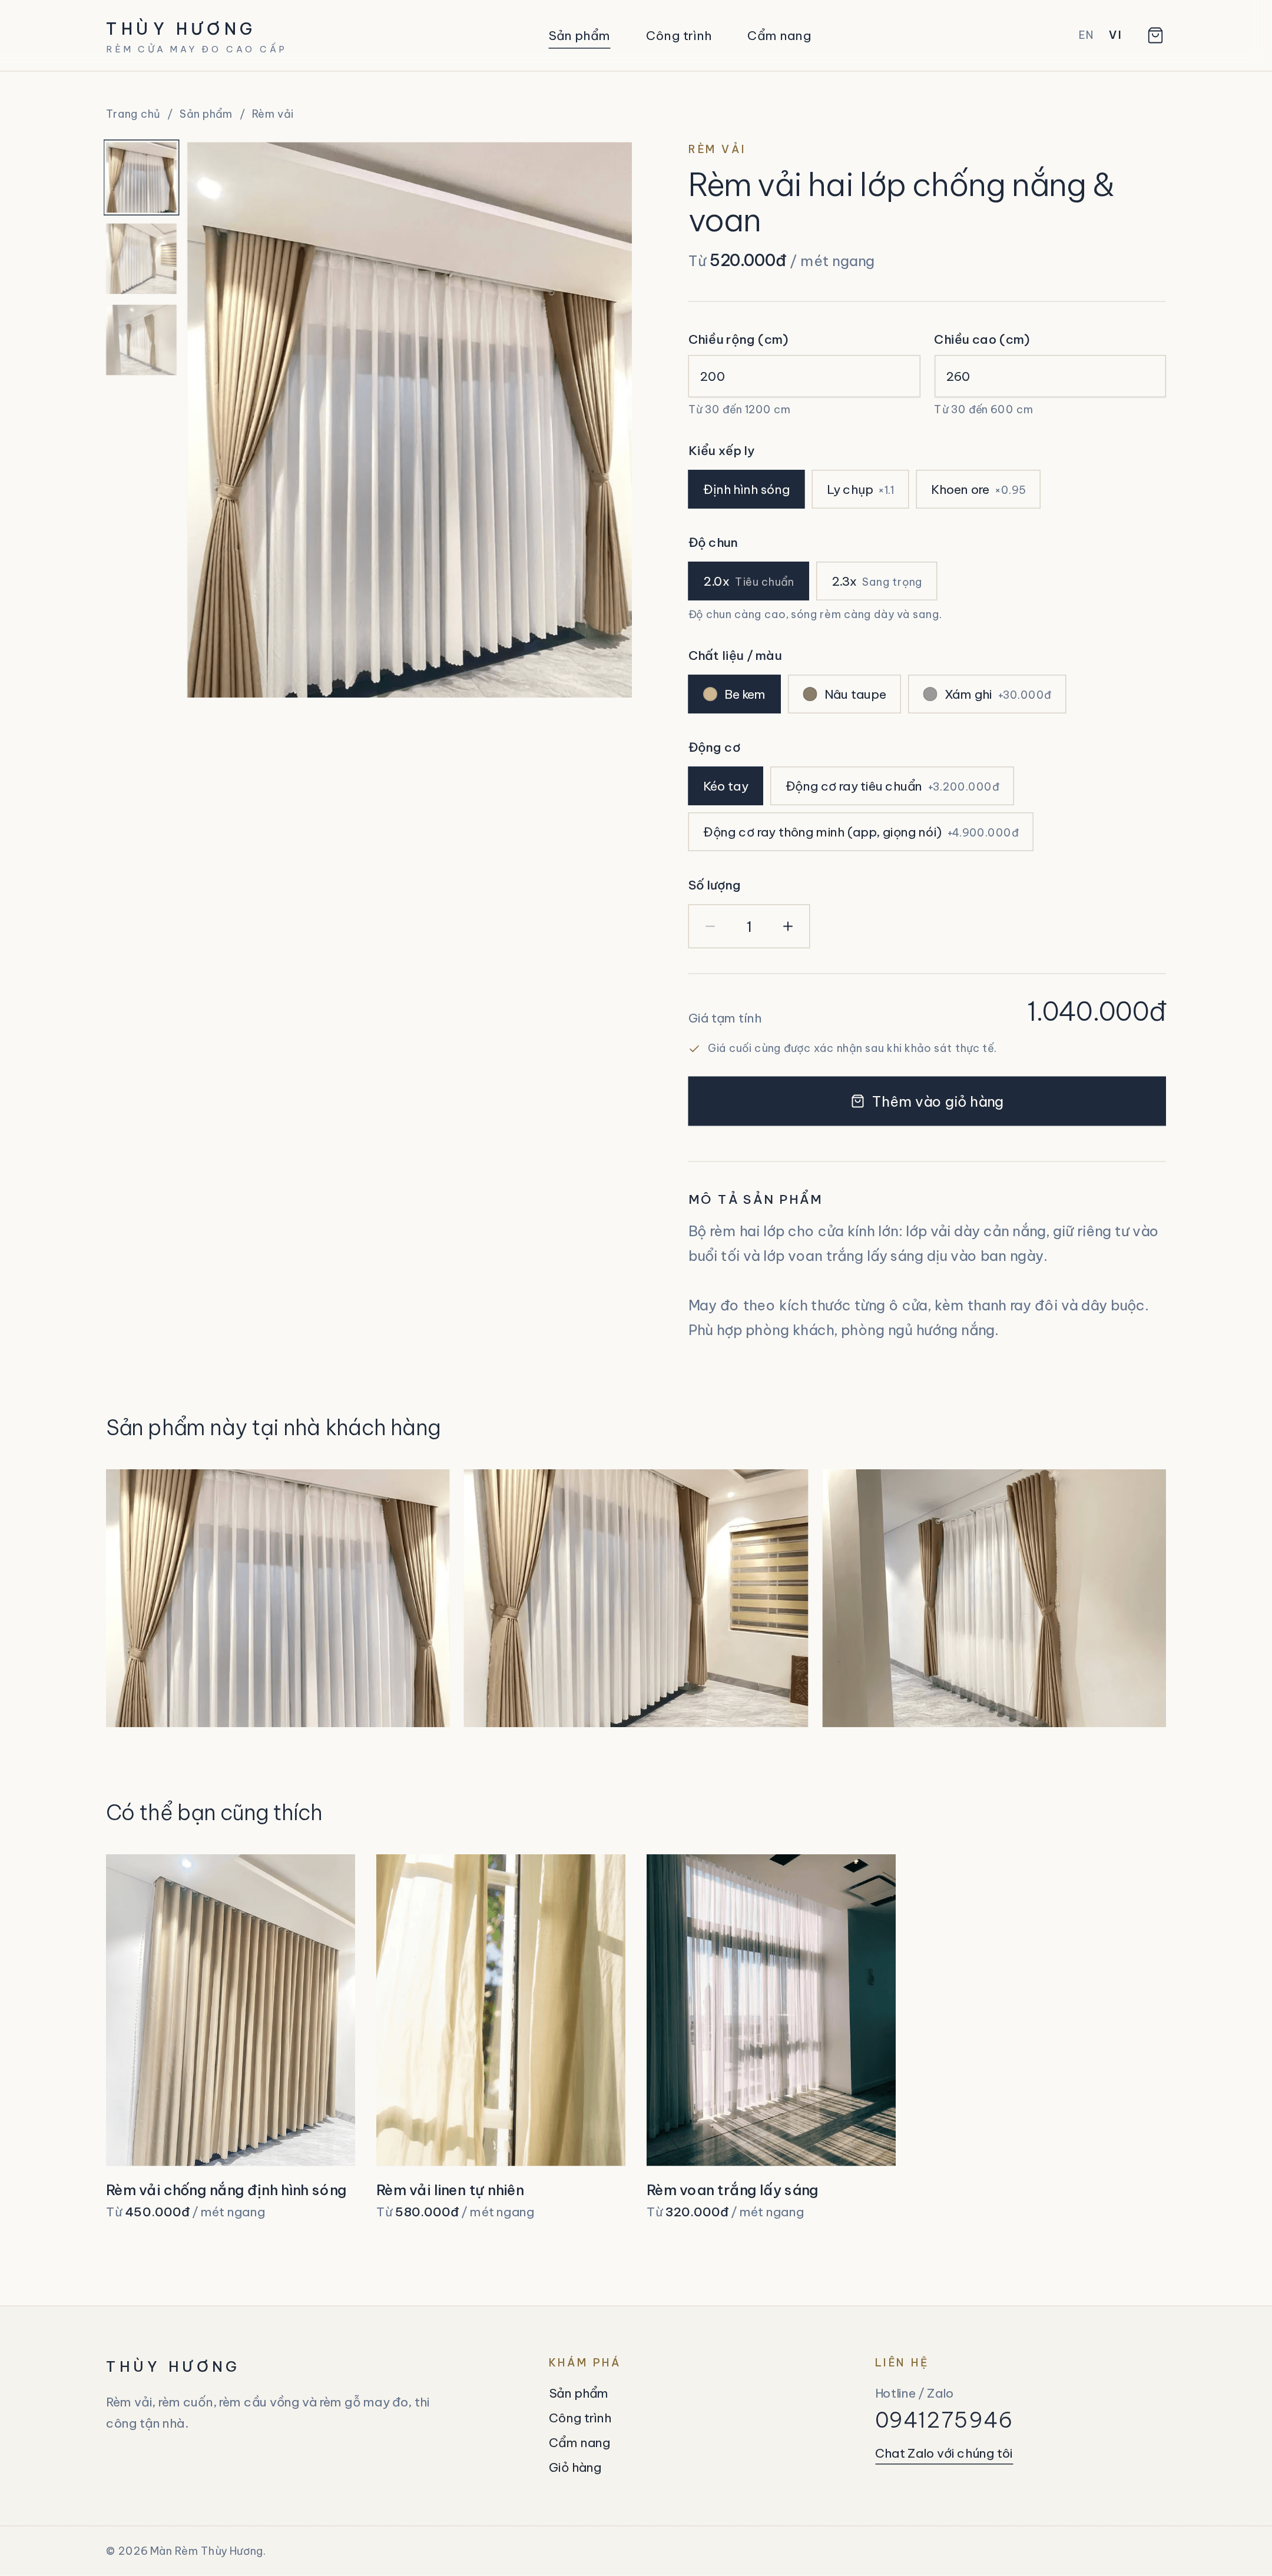 THÙY HƯƠNG
RÈM CỬA MAY ĐO CAO CẤP
Sản phẩm
Công trình
Cẩm nang
EN
VI
Trang chủ / Sản phẩm / Rèm vải
RÈM VẢI
Rèm vải hai lớp chống nắng &
voan
Từ 520.000đ / mét ngang
Chiều rộng (cm)
Chiều cao (cm)
200
260
Từ 30 đến 1200 cm
Từ 30 đến 600 cm
Kiểu xếp ly
Định hình sóng
Ly chụp ×1.1
Khoen ore ×0.95
Độ chun
2.0x Tiêu chuẩn
2.3x Sang trọng
Độ chun càng cao, sóng rèm càng dày và sang.
Chất liệu / màu
Be kem
Nâu taupe
Xám ghi +30.000đ
Động cơ
Kéo tay
Động cơ ray tiêu chuẩn +3.200.000đ
Động cơ ray thông minh (app, giọng nói) +4.900.000đ
Số lượng
− 1 +
Giá tạm tính
1.040.000đ
Giá cuối cùng được xác nhận sau khi khảo sát thực tế.
Thêm vào giỏ hàng
MÔ TẢ SẢN PHẨM
Bộ rèm hai lớp cho cửa kính lớn: lớp vải dày cản nắng, giữ riêng tư vào
buổi tối và lớp voan trắng lấy sáng dịu vào ban ngày.
May đo theo kích thước từng ô cửa, kèm thanh ray đôi và dây buộc.
Phù hợp phòng khách, phòng ngủ hướng nắng.
Sản phẩm này tại nhà khách hàng
Có thể bạn cũng thích
Rèm vải chống nắng định hình sóng
Từ 450.000đ / mét ngang
Rèm vải linen tự nhiên
Từ 580.000đ / mét ngang
Rèm voan trắng lấy sáng
Từ 320.000đ / mét ngang
THÙY HƯƠNG
Rèm vải, rèm cuốn, rèm cầu vồng và rèm gỗ may đo, thi
công tận nhà.
KHÁM PHÁ
Sản phẩm
Công trình
Cẩm nang
Giỏ hàng
LIÊN HỆ
Hotline / Zalo
0941275946
Chat Zalo với chúng tôi
© 2026 Màn Rèm Thùy Hương.